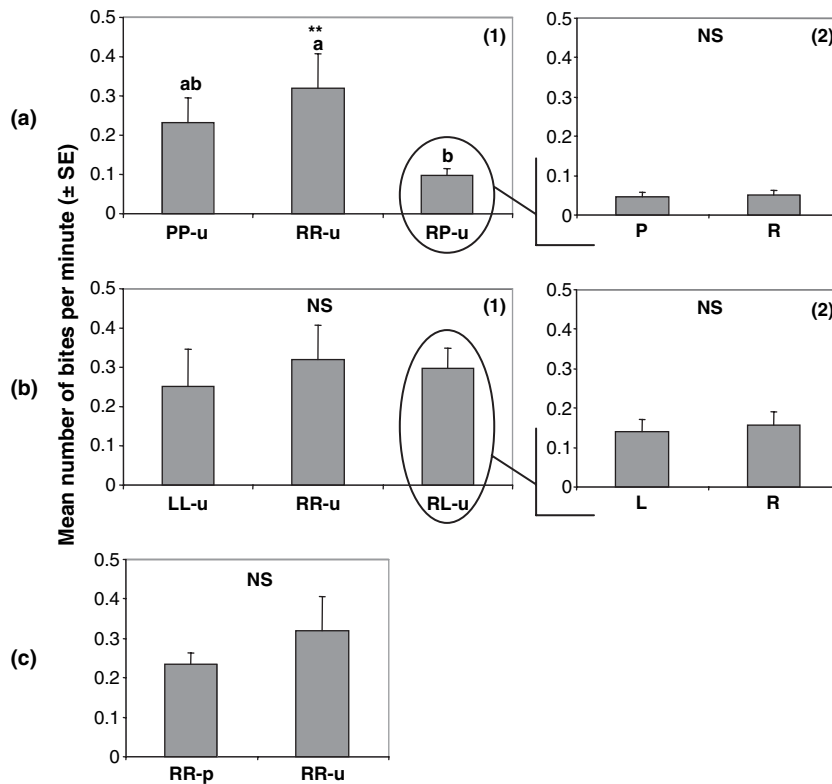 Mean number of bites per minute (± SE)
(a)
(1)
0.5
0.4
0.3
0.2
0.1
0
ab
**
a
b
PP-u RR-u RP-u
(2)
NS
0.5
0.4
0.3
0.2
0.1
0
P R
(b)
(1)
NS
0.5
0.4
0.3
0.2
0.1
0
LL-u RR-u RL-u
(2)
NS
0.5
0.4
0.3
0.2
0.1
0
L R
(c)
NS
0.5
0.4
0.3
0.2
0.1
0
RR-p RR-u